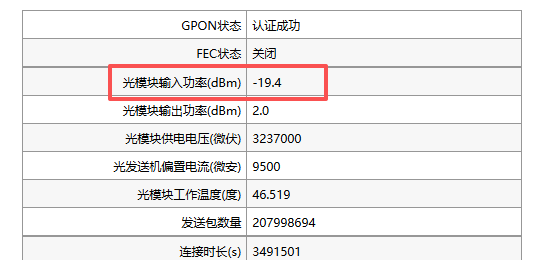 GPON状态 认证成功
FEC状态 关闭
光模块输入功率(dBm) -19.4
光模块输出功率(dBm) 2.0
光模块供电电压(微伏) 3237000
光发送机偏置电流(微安) 9500
光模块工作温度(度) 46.519
发送包数量 207998694
连接时长(s) 3491501